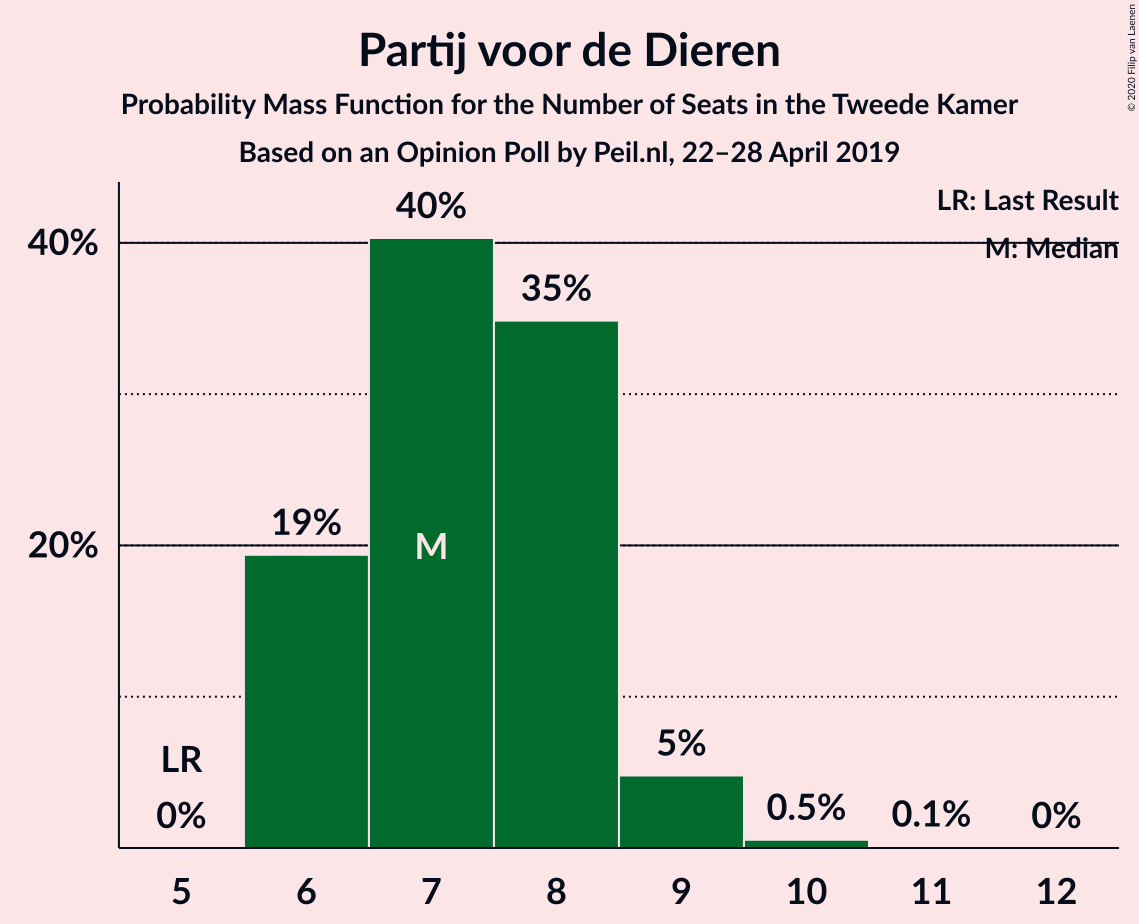 © 2020 Filip van Laenen
Partij voor de Dieren
Probability Mass Function for the Number of Seats in the Tweede Kamer
Based on an Opinion Poll by Peil.nl, 22–28 April 2019
LR: Last Result
M: Median
40%
20%
LR
0%
19%
40%
M
35%
5%
0.5%
0.1%
0%
5 6 7 8 9 10 11 12